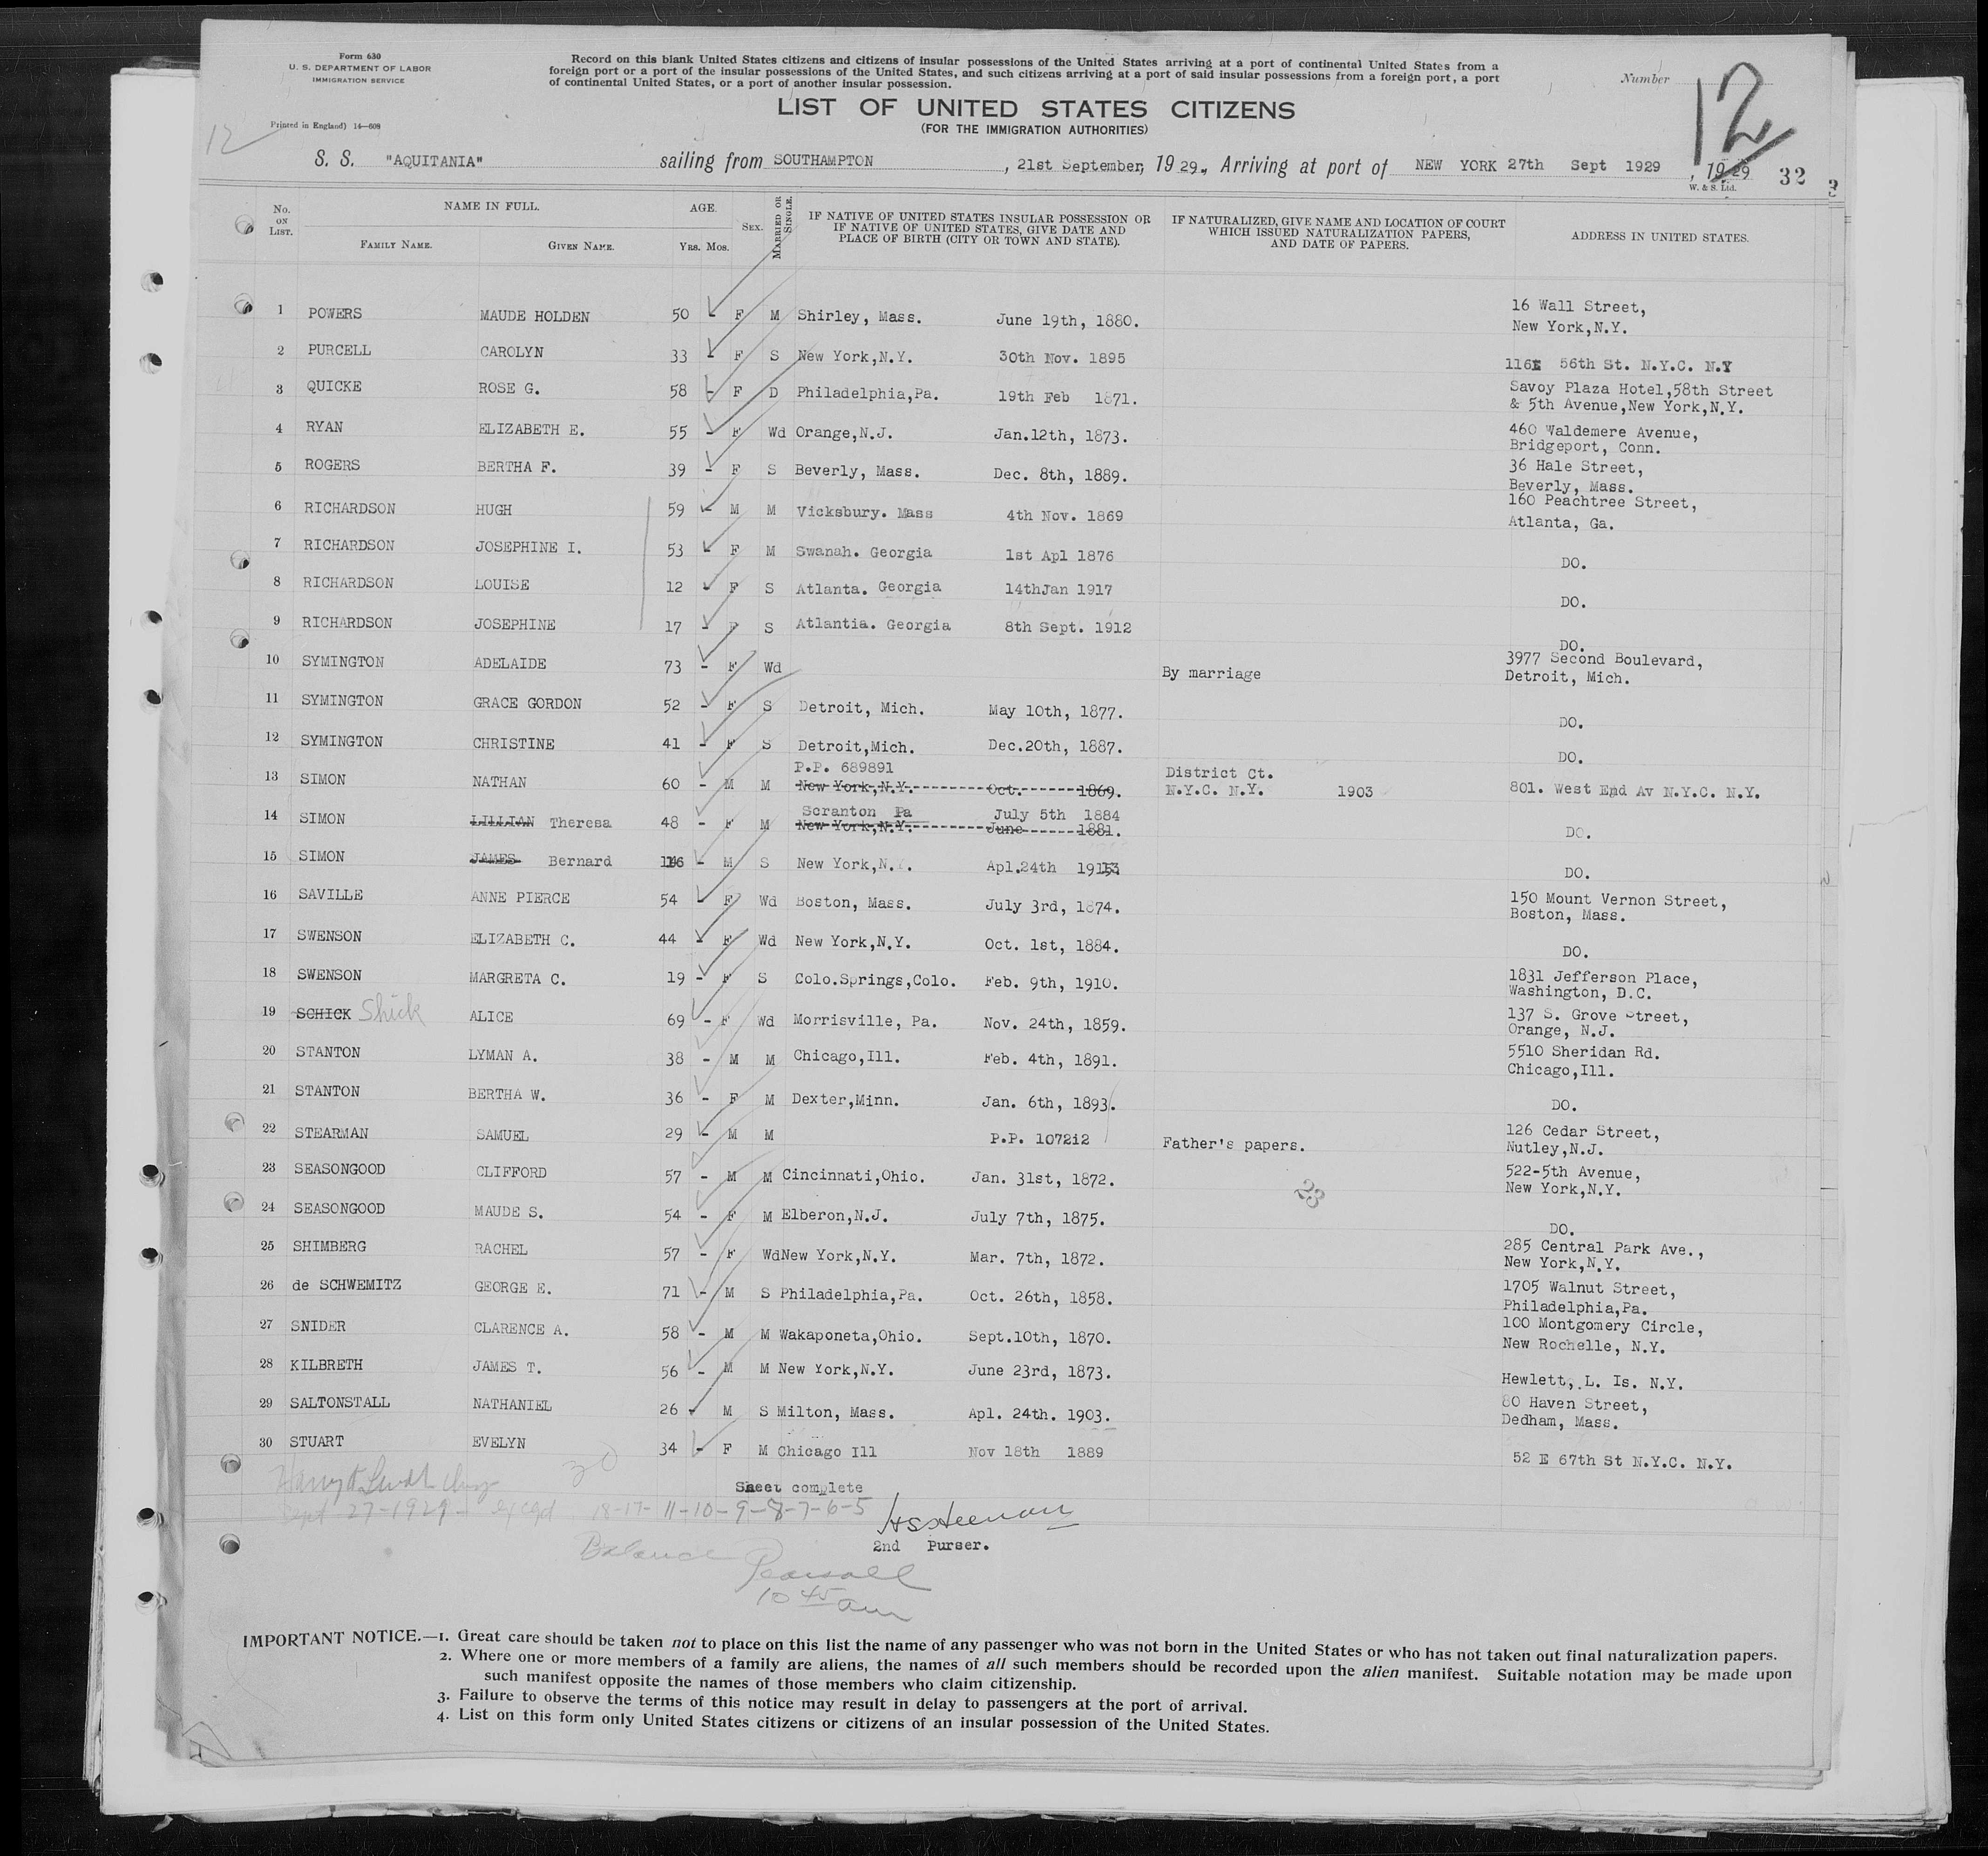 Form 630
U. S. DEPARTMENT OF LABOR
IMMIGRATION SERVICE
Printed in England) 14—608
Record on this blank United States citizens and citizens of insular possessions of the United States arriving at a port of continental United States from a
foreign port or a port of the insular possessions of the United States, and such citizens arriving at a port of said insular possessions from a foreign port, a port
of continental United States, or a port of another insular possession.
Number 12
LIST OF UNITED STATES CITIZENS
(FOR THE IMMIGRATION AUTHORITIES)
12
S. S. "AQUITANIA" sailing from SOUTHAMPTON, 21st September, 1929., Arriving at port of NEW YORK 27th Sept 1929, 1929
W. & S. Ltd.
32
No. ON LIST. NAME IN FULL. FAMILY NAME. GIVEN NAME. AGE. YRS. MOS. SEX. MARRIED OR SINGLE. IF NATIVE OF UNITED STATES INSULAR POSSESSION OR IF NATIVE OF UNITED STATES, GIVE DATE AND PLACE OF BIRTH (CITY OR TOWN AND STATE). IF NATURALIZED, GIVE NAME AND LOCATION OF COURT WHICH ISSUED NATURALIZATION PAPERS, AND DATE OF PAPERS. ADDRESS IN UNITED STATES.
1 POWERS MAUDE HOLDEN 50 - F M Shirley, Mass. June 19th, 1880. 16 Wall Street, New York,N.Y.
2 PURCELL CAROLYN 33 - F S New York,N.Y. 30th Nov. 1895 116E 56th St. N.Y.C. N.Y
3 QUICKE ROSE G. 58 - F D Philadelphia,Pa. 19th Feb 1871. Savoy Plaza Hotel,58th Street & 5th Avenue,New York,N.Y.
4 RYAN ELIZABETH E. 55 - F Wd Orange,N.J. Jan.12th, 1873. 460 Waldemere Avenue, Bridgeport, Conn.
5 ROGERS BERTHA F. 39 - F S Beverly, Mass. Dec. 8th, 1889. 36 Hale Street, Beverly, Mass.
6 RICHARDSON HUGH 59 - M M Vicksbury. Mass 4th Nov. 1869 160 Peachtree Street, Atlanta, Ga.
7 RICHARDSON JOSEPHINE I. 53 - F M Swanah. Georgia 1st Apl 1876 DO.
8 RICHARDSON LOUISE 12 - F S Atlanta. Georgia 14thJan 1917 DO.
9 RICHARDSON JOSEPHINE 17 - F S Atlantia. Georgia 8th Sept. 1912 DO.
10 SYMINGTON ADELAIDE 73 - F Wd By marriage 3977 Second Boulevard, Detroit, Mich.
11 SYMINGTON GRACE GORDON 52 - F S Detroit, Mich. May 10th, 1877. DO.
12 SYMINGTON CHRISTINE 41 - F S Detroit,Mich. Dec.20th, 1887. DO.
13 SIMON NATHAN 60 - M M P.P. 689891 New York,N.Y. Oct. 1869. District Ct. N.Y.C. N.Y. 1903 801. West End Av N.Y.C. N.Y.
14 SIMON LILLIAN Theresa 48 - F M Scranton Pa July 5th 1884 New York,N.Y. June 1881. DO.
15 SIMON JAMES Bernard 16 - M S New York,N.Y. Apl.24th 1913 DO.
16 SAVILLE ANNE PIERCE 54 - F Wd Boston, Mass. July 3rd, 1874. 150 Mount Vernon Street, Boston, Mass.
17 SWENSON ELIZABETH C. 44 - F Wd New York,N.Y. Oct. 1st, 1884. DO.
18 SWENSON MARGRETA C. 19 - F S Colo.Springs,Colo. Feb. 9th, 1910. 1831 Jefferson Place, Washington, D.C.
19 SCHICK Shick ALICE 69 - F Wd Morrisville, Pa. Nov. 24th, 1859. 137 S. Grove Street, Orange, N.J.
20 STANTON LYMAN A. 38 - M M Chicago,Ill. Feb. 4th, 1891. 5510 Sheridan Rd. Chicago,Ill.
21 STANTON BERTHA W. 36 - F M Dexter,Minn. Jan. 6th, 1893. DO.
22 STEARMAN SAMUEL 29 - M M P.P. 107212 Father's papers. 126 Cedar Street, Nutley,N.J.
23 SEASONGOOD CLIFFORD 57 - M M Cincinnati,Ohio. Jan. 31st, 1872. 522-5th Avenue, New York,N.Y.
23
24 SEASONGOOD MAUDE S. 54 - F M Elberon,N.J. July 7th, 1875. DO.
25 SHIMBERG RACHEL 57 - F Wd New York,N.Y. Mar. 7th, 1872. 285 Central Park Ave., New York,N.Y.
26 de SCHWEMITZ GEORGE E. 71 - M S Philadelphia,Pa. Oct. 26th, 1858. 1705 Walnut Street, Philadelphia,Pa.
27 SNIDER CLARENCE A. 58 - M M Wakaponeta,Ohio. Sept.10th, 1870. 100 Montgomery Circle, New Rochelle, N.Y.
28 KILBRETH JAMES T. 56 - M M New York,N.Y. June 23rd, 1873. Hewlett, L. Is. N.Y.
29 SALTONSTALL NATHANIEL 26 - M S Milton, Mass. Apl. 24th. 1903. 80 Haven Street, Dedham, Mass.
30 STUART EVELYN 34 - F M Chicago Ill Nov 18th 1889 52 E 67th St N.Y.C. N.Y.
30
Sheet complete
Sept 27-1929- 18-17-11-10-9-8-7-6-5
2nd Purser.
Balance
Pearsall
10 45 am
IMPORTANT NOTICE.—1. Great care should be taken not to place on this list the name of any passenger who was not born in the United States or who has not taken out final naturalization papers.
2. Where one or more members of a family are aliens, the names of all such members should be recorded upon the alien manifest. Suitable notation may be made upon
such manifest opposite the names of those members who claim citizenship.
3. Failure to observe the terms of this notice may result in delay to passengers at the port of arrival.
4. List on this form only United States citizens or citizens of an insular possession of the United States.